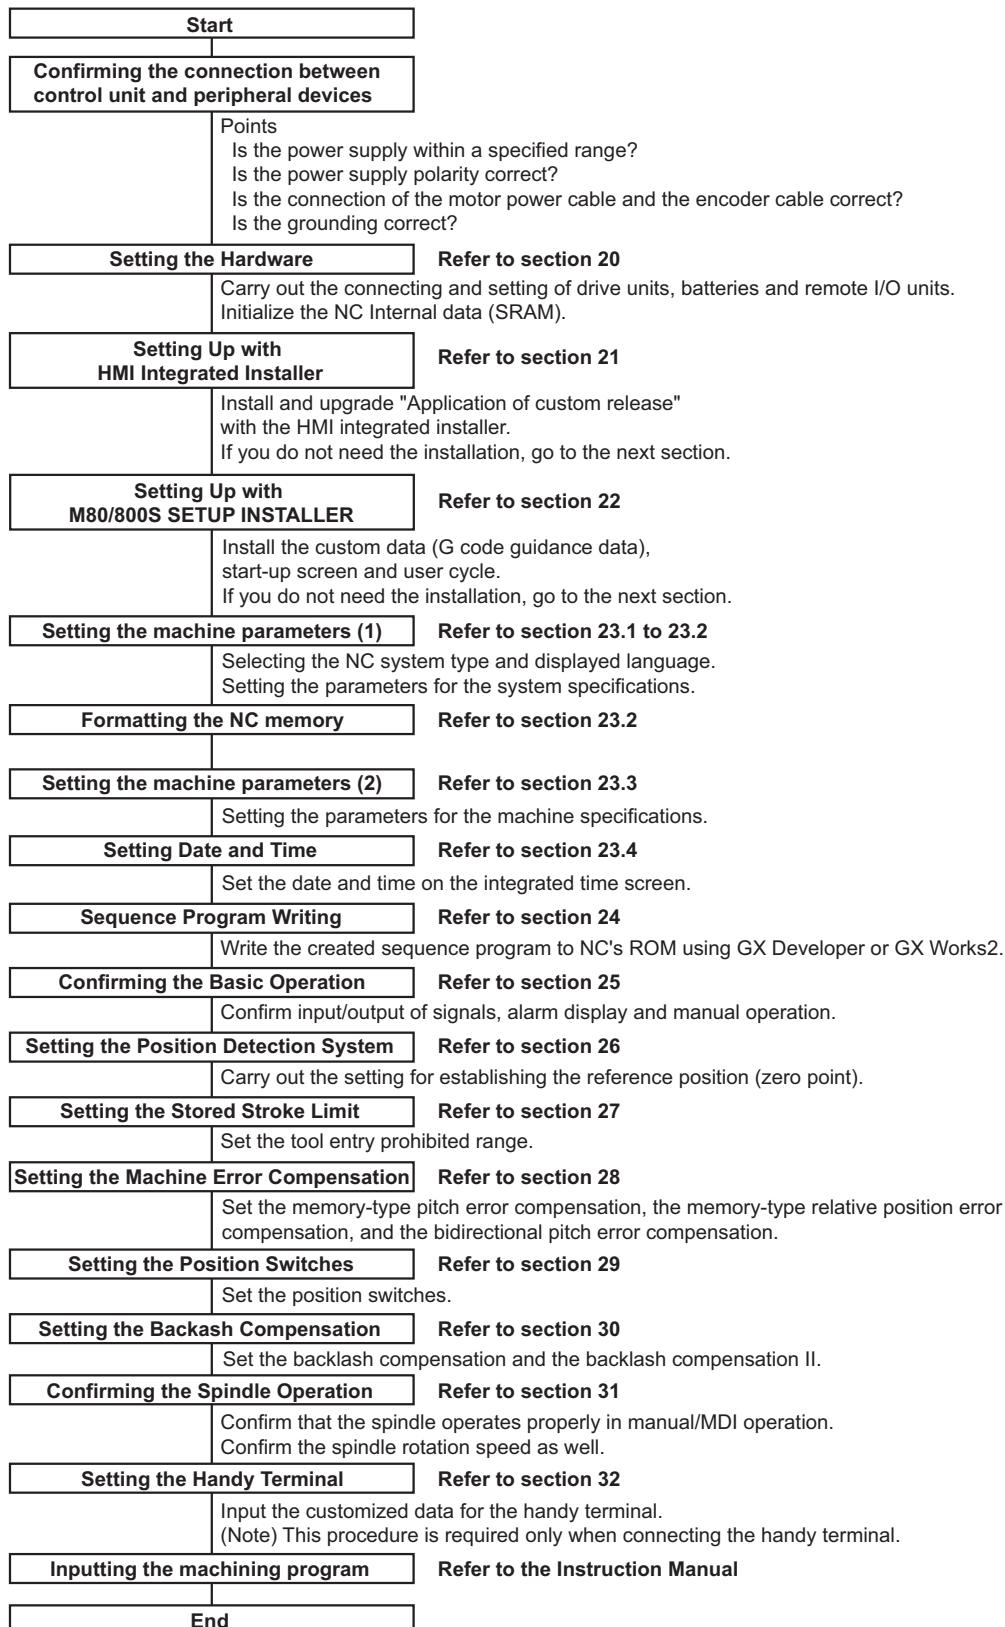 Start
Confirming the connection between
control unit and peripheral devices
Points
Is the power supply within a specified range?
Is the power supply polarity correct?
Is the connection of the motor power cable and the encoder cable correct?
Is the grounding correct?
Setting the Hardware Refer to section 20
Carry out the connecting and setting of drive units, batteries and remote I/O units.
Initialize the NC Internal data (SRAM).
Setting Up with
HMI Integrated Installer Refer to section 21
Install and upgrade "Application of custom release"
with the HMI integrated installer.
If you do not need the installation, go to the next section.
Setting Up with
M80/800S SETUP INSTALLER Refer to section 22
Install the custom data (G code guidance data),
start-up screen and user cycle.
If you do not need the installation, go to the next section.
Setting the machine parameters (1) Refer to section 23.1 to 23.2
Selecting the NC system type and displayed language.
Setting the parameters for the system specifications.
Formatting the NC memory Refer to section 23.2
Setting the machine parameters (2) Refer to section 23.3
Setting the parameters for the machine specifications.
Setting Date and Time Refer to section 23.4
Set the date and time on the integrated time screen.
Sequence Program Writing Refer to section 24
Write the created sequence program to NC's ROM using GX Developer or GX Works2.
Confirming the Basic Operation Refer to section 25
Confirm input/output of signals, alarm display and manual operation.
Setting the Position Detection System Refer to section 26
Carry out the setting for establishing the reference position (zero point).
Setting the Stored Stroke Limit Refer to section 27
Set the tool entry prohibited range.
Setting the Machine Error Compensation Refer to section 28
Set the memory-type pitch error compensation, the memory-type relative position error
compensation, and the bidirectional pitch error compensation.
Setting the Position Switches Refer to section 29
Set the position switches.
Setting the Backash Compensation Refer to section 30
Set the backlash compensation and the backlash compensation II.
Confirming the Spindle Operation Refer to section 31
Confirm that the spindle operates properly in manual/MDI operation.
Confirm the spindle rotation speed as well.
Setting the Handy Terminal Refer to section 32
Input the customized data for the handy terminal.
(Note) This procedure is required only when connecting the handy terminal.
Inputting the machining program Refer to the Instruction Manual
End